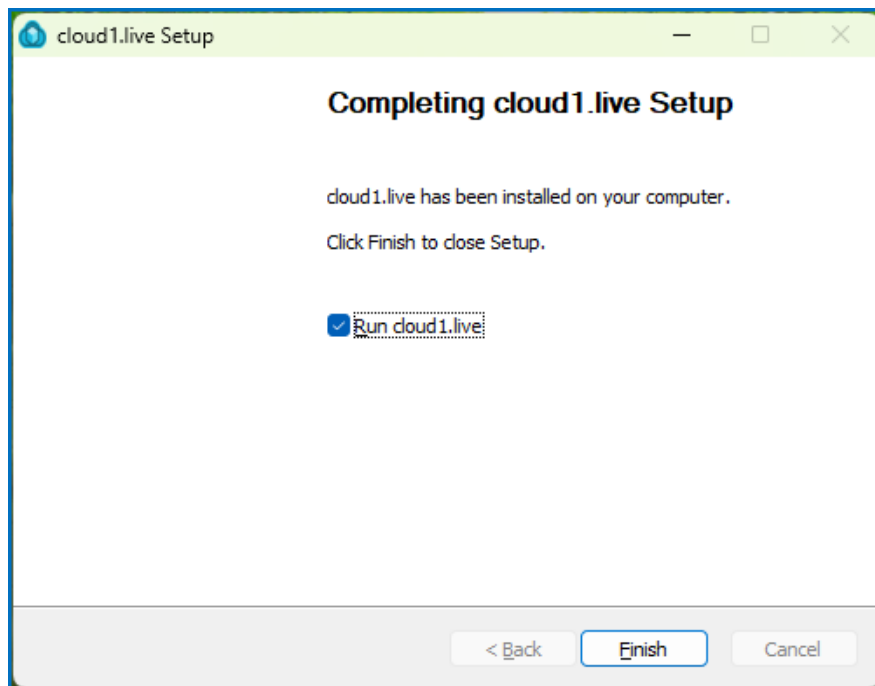 cloud1.live Setup
Completing cloud1.live Setup
cloud1.live has been installed on your computer.
Click Finish to close Setup.
Run cloud1.live
< Back
Finish
Cancel